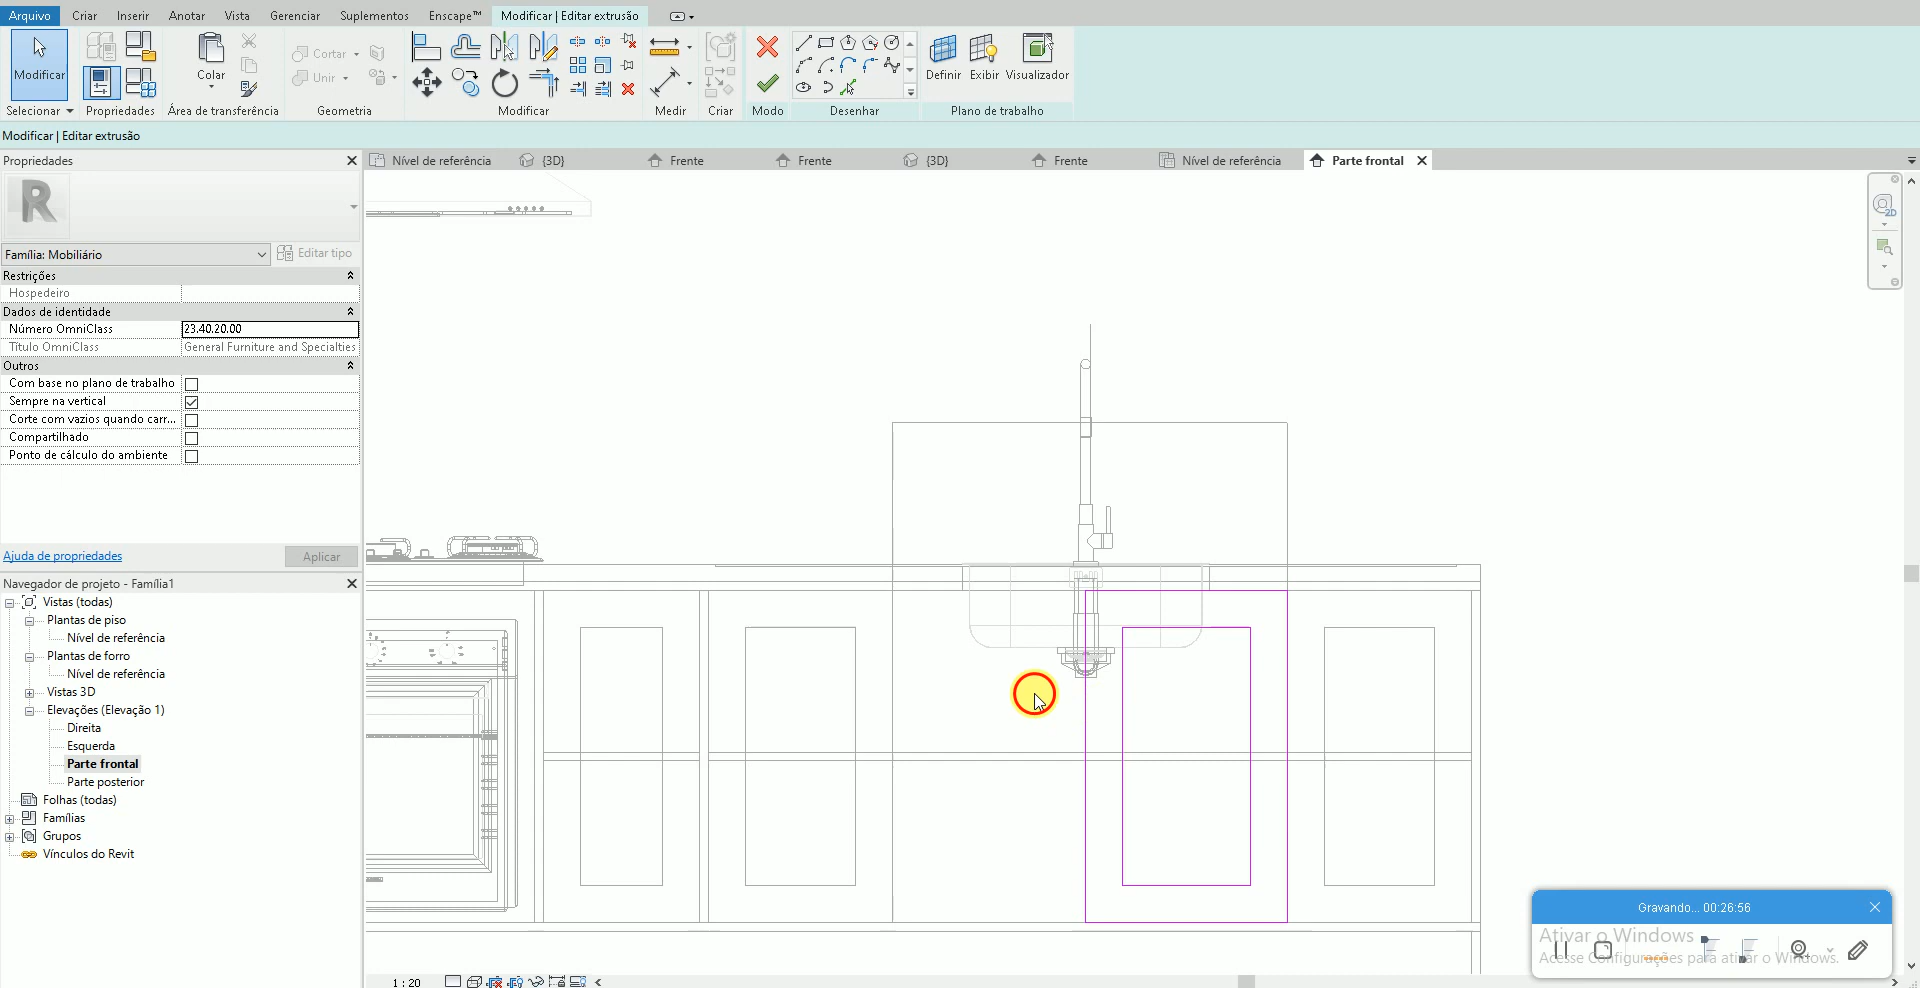 Arquivo Criar Inserir Anotar Vista Gerenciar Suplementos Enscape™ Modificar | Editar extrusão
Modificar Colar Cortar Unir Definir Exibir Visualizador
Selecionar Propriedades Área de transferência Geometria Modificar Medir Criar Modo Desenhar Plano de trabalho
Modificar | Editar extrusão
Propriedades
Nível de referência {3D} Frente Frente {3D} Frente Nível de referência Parte frontal
R
Família: Mobiliário Editar tipo
Restrições
Hospedeiro
Dados de identidade
Número OmniClass 23.40.20.00
Título OmniClass General Furniture and Specialties
Outros
Com base no plano de trabalho
Sempre na vertical
Corte com vazios quando carr...
Compartilhado
Ponto de cálculo do ambiente
Ajuda de propriedades Aplicar
Navegador de projeto - Família1
Vistas (todas)
Plantas de piso
Nível de referência
Plantas de forro
Nível de referência
Vistas 3D
Elevações (Elevação 1)
Direita
Esquerda
Parte frontal
Parte posterior
Folhas (todas)
Famílias
Grupos
Vínculos do Revit
2D
1 : 20
Gravando... 00:26:56
Ativar o Windows
Acesse Configurações para ativar o Windows.